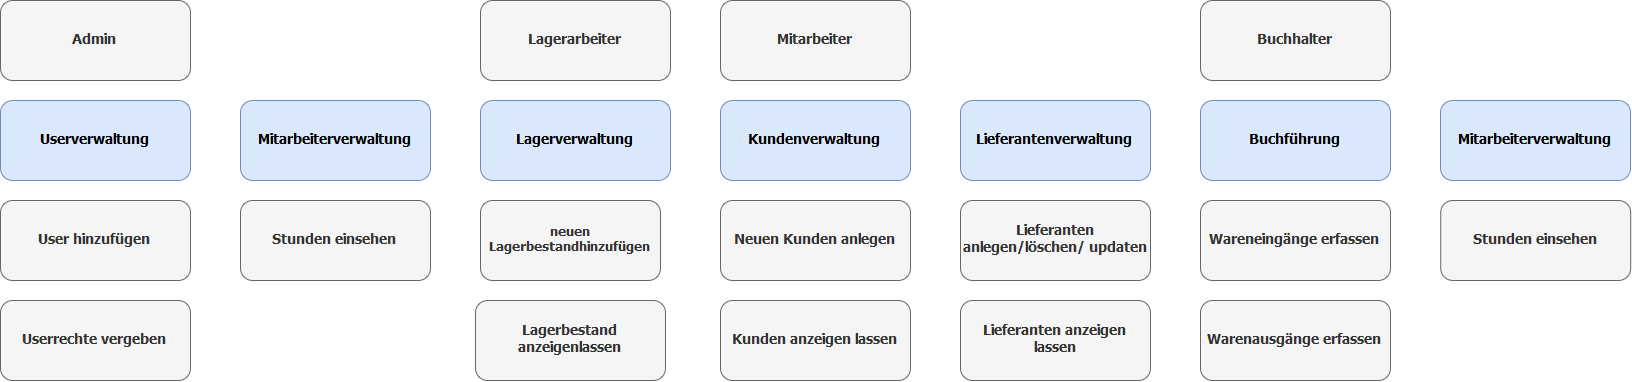 Admin
Lagerarbeiter
Mitarbeiter
Buchhalter
Userverwaltung
Mitarbeiterverwaltung
Lagerverwaltung
Kundenverwaltung
Lieferantenverwaltung
Buchführung
Mitarbeiterverwaltung
User hinzufügen
Stunden einsehen
neuen
Lagerbestandhinzufügen
Neuen Kunden anlegen
Lieferanten
anlegen/löschen/ updaten
Wareneingänge erfassen
Stunden einsehen
Userrechte vergeben
Lagerbestand
anzeigenlassen
Kunden anzeigen lassen
Lieferanten anzeigen
lassen
Warenausgänge erfassen